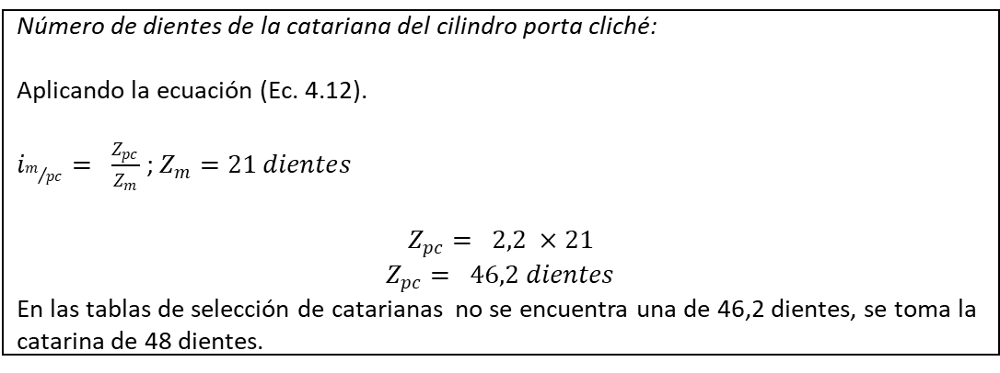 Número de dientes de la catariana del cilindro porta cliché:
Aplicando la ecuación (Ec. 4.12).
i_{m/pc} = \frac{Z_{pc}}{Z_m} ; Z_m = 21 dientes
Z_{pc} = 2,2 × 21
Z_{pc} = 46,2 dientes
En las tablas de selección de catarianas no se encuentra una de 46,2 dientes, se toma la
catarina de 48 dientes.